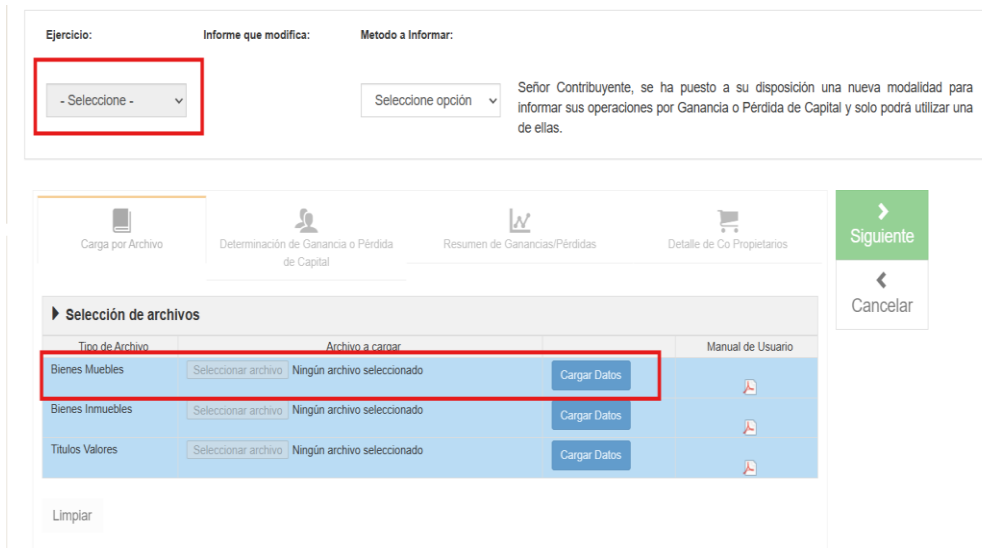 Ejercicio: Informe que modifica: Metodo a Informar:
- Seleccione - Seleccione opción
Señor Contribuyente, se ha puesto a su disposición una nueva modalidad para
informar sus operaciones por Ganancia o Pérdida de Capital y solo podrá utilizar una
de ellas.
Carga por Archivo
Determinación de Ganancia o Pérdida
de Capital
Resumen de Ganancias/Pérdidas
Detalle de Co Propietarios
Siguiente
Cancelar
Selección de archivos
Tipo de Archivo Archivo a cargar Manual de Usuario
Bienes Muebles Seleccionar archivo Ningún archivo seleccionado Cargar Datos
Bienes Inmuebles Seleccionar archivo Ningún archivo seleccionado Cargar Datos
Titulos Valores Seleccionar archivo Ningún archivo seleccionado Cargar Datos
Limpiar